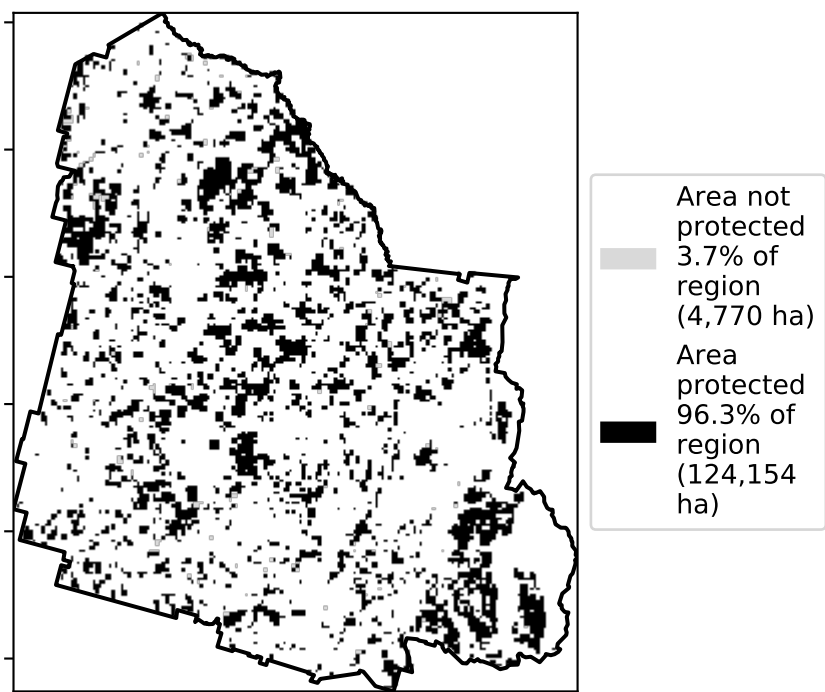 Area not
protected
3.7% of
region
(4,770 ha)
Area
protected
96.3% of
region
(124,154
ha)